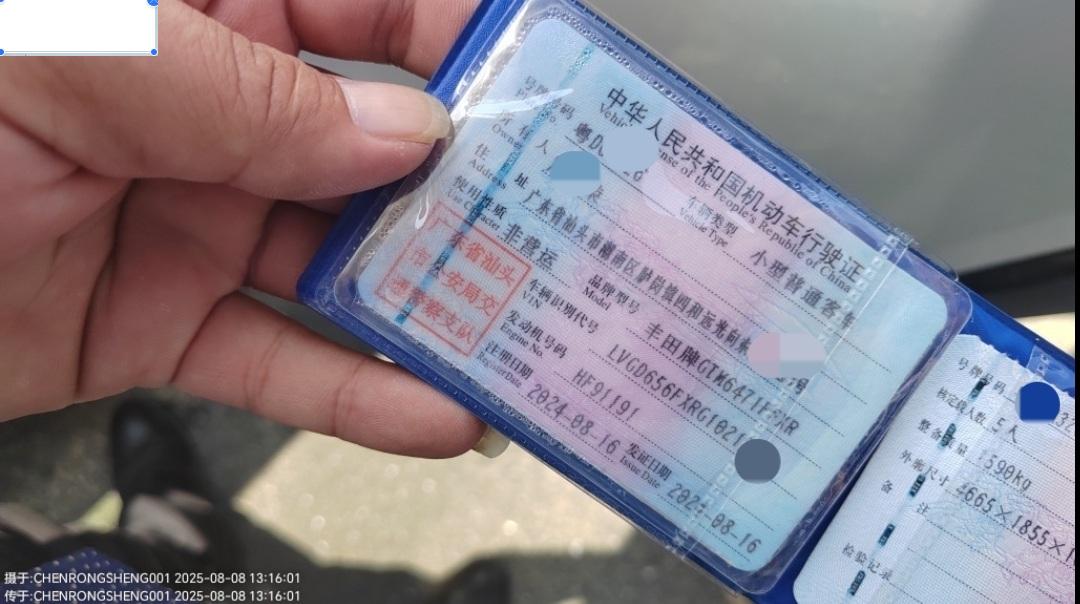 中华人民共和国机动车行驶证
Vehic nse of the People's Republic of China
号牌号码 粤D
车辆类型 小型普通客车
Vehicle Type
所有人
Owner
住址 广东省汕头市潮南区
Address
使用性质 非营运
Use Character
品牌型号 丰田牌GTM6471F
Model
车辆识别代号 LVGD656FXRG1021
VIN
发动机号码 HF91191
Engine No.
注册日期 2024-08-16
Register Date
发证日期 2024-08-16
Issue Date
东省汕头
安局交
警察支队
号牌号码
核定载人数 5人
整备质量 1590kg
外廓尺寸 4665×1855×1
备注
检验记录
摄于:CHENRONGSHENG001 2025-08-08 13:16:01
传于:CHENRONGSHENG001 2025-08-08 13:16:01